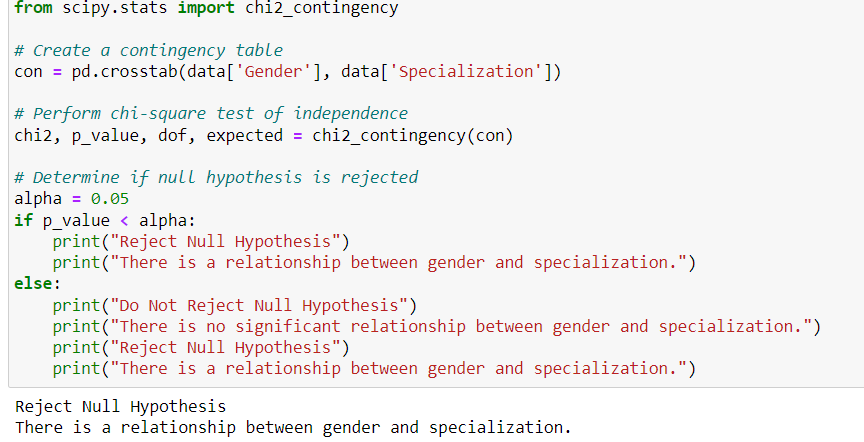 from scipy.stats import chi2_contingency
# Create a contingency table
con = pd.crosstab(data['Gender'], data['Specialization'])
# Perform chi-square test of independence
chi2, p_value, dof, expected = chi2_contingency(con)
# Determine if null hypothesis is rejected
alpha = 0.05
if p_value < alpha:
    print("Reject Null Hypothesis")
    print("There is a relationship between gender and specialization.")
else:
    print("Do Not Reject Null Hypothesis")
    print("There is no significant relationship between gender and specialization.")
    print("Reject Null Hypothesis")
    print("There is a relationship between gender and specialization.")
Reject Null Hypothesis
There is a relationship between gender and specialization.